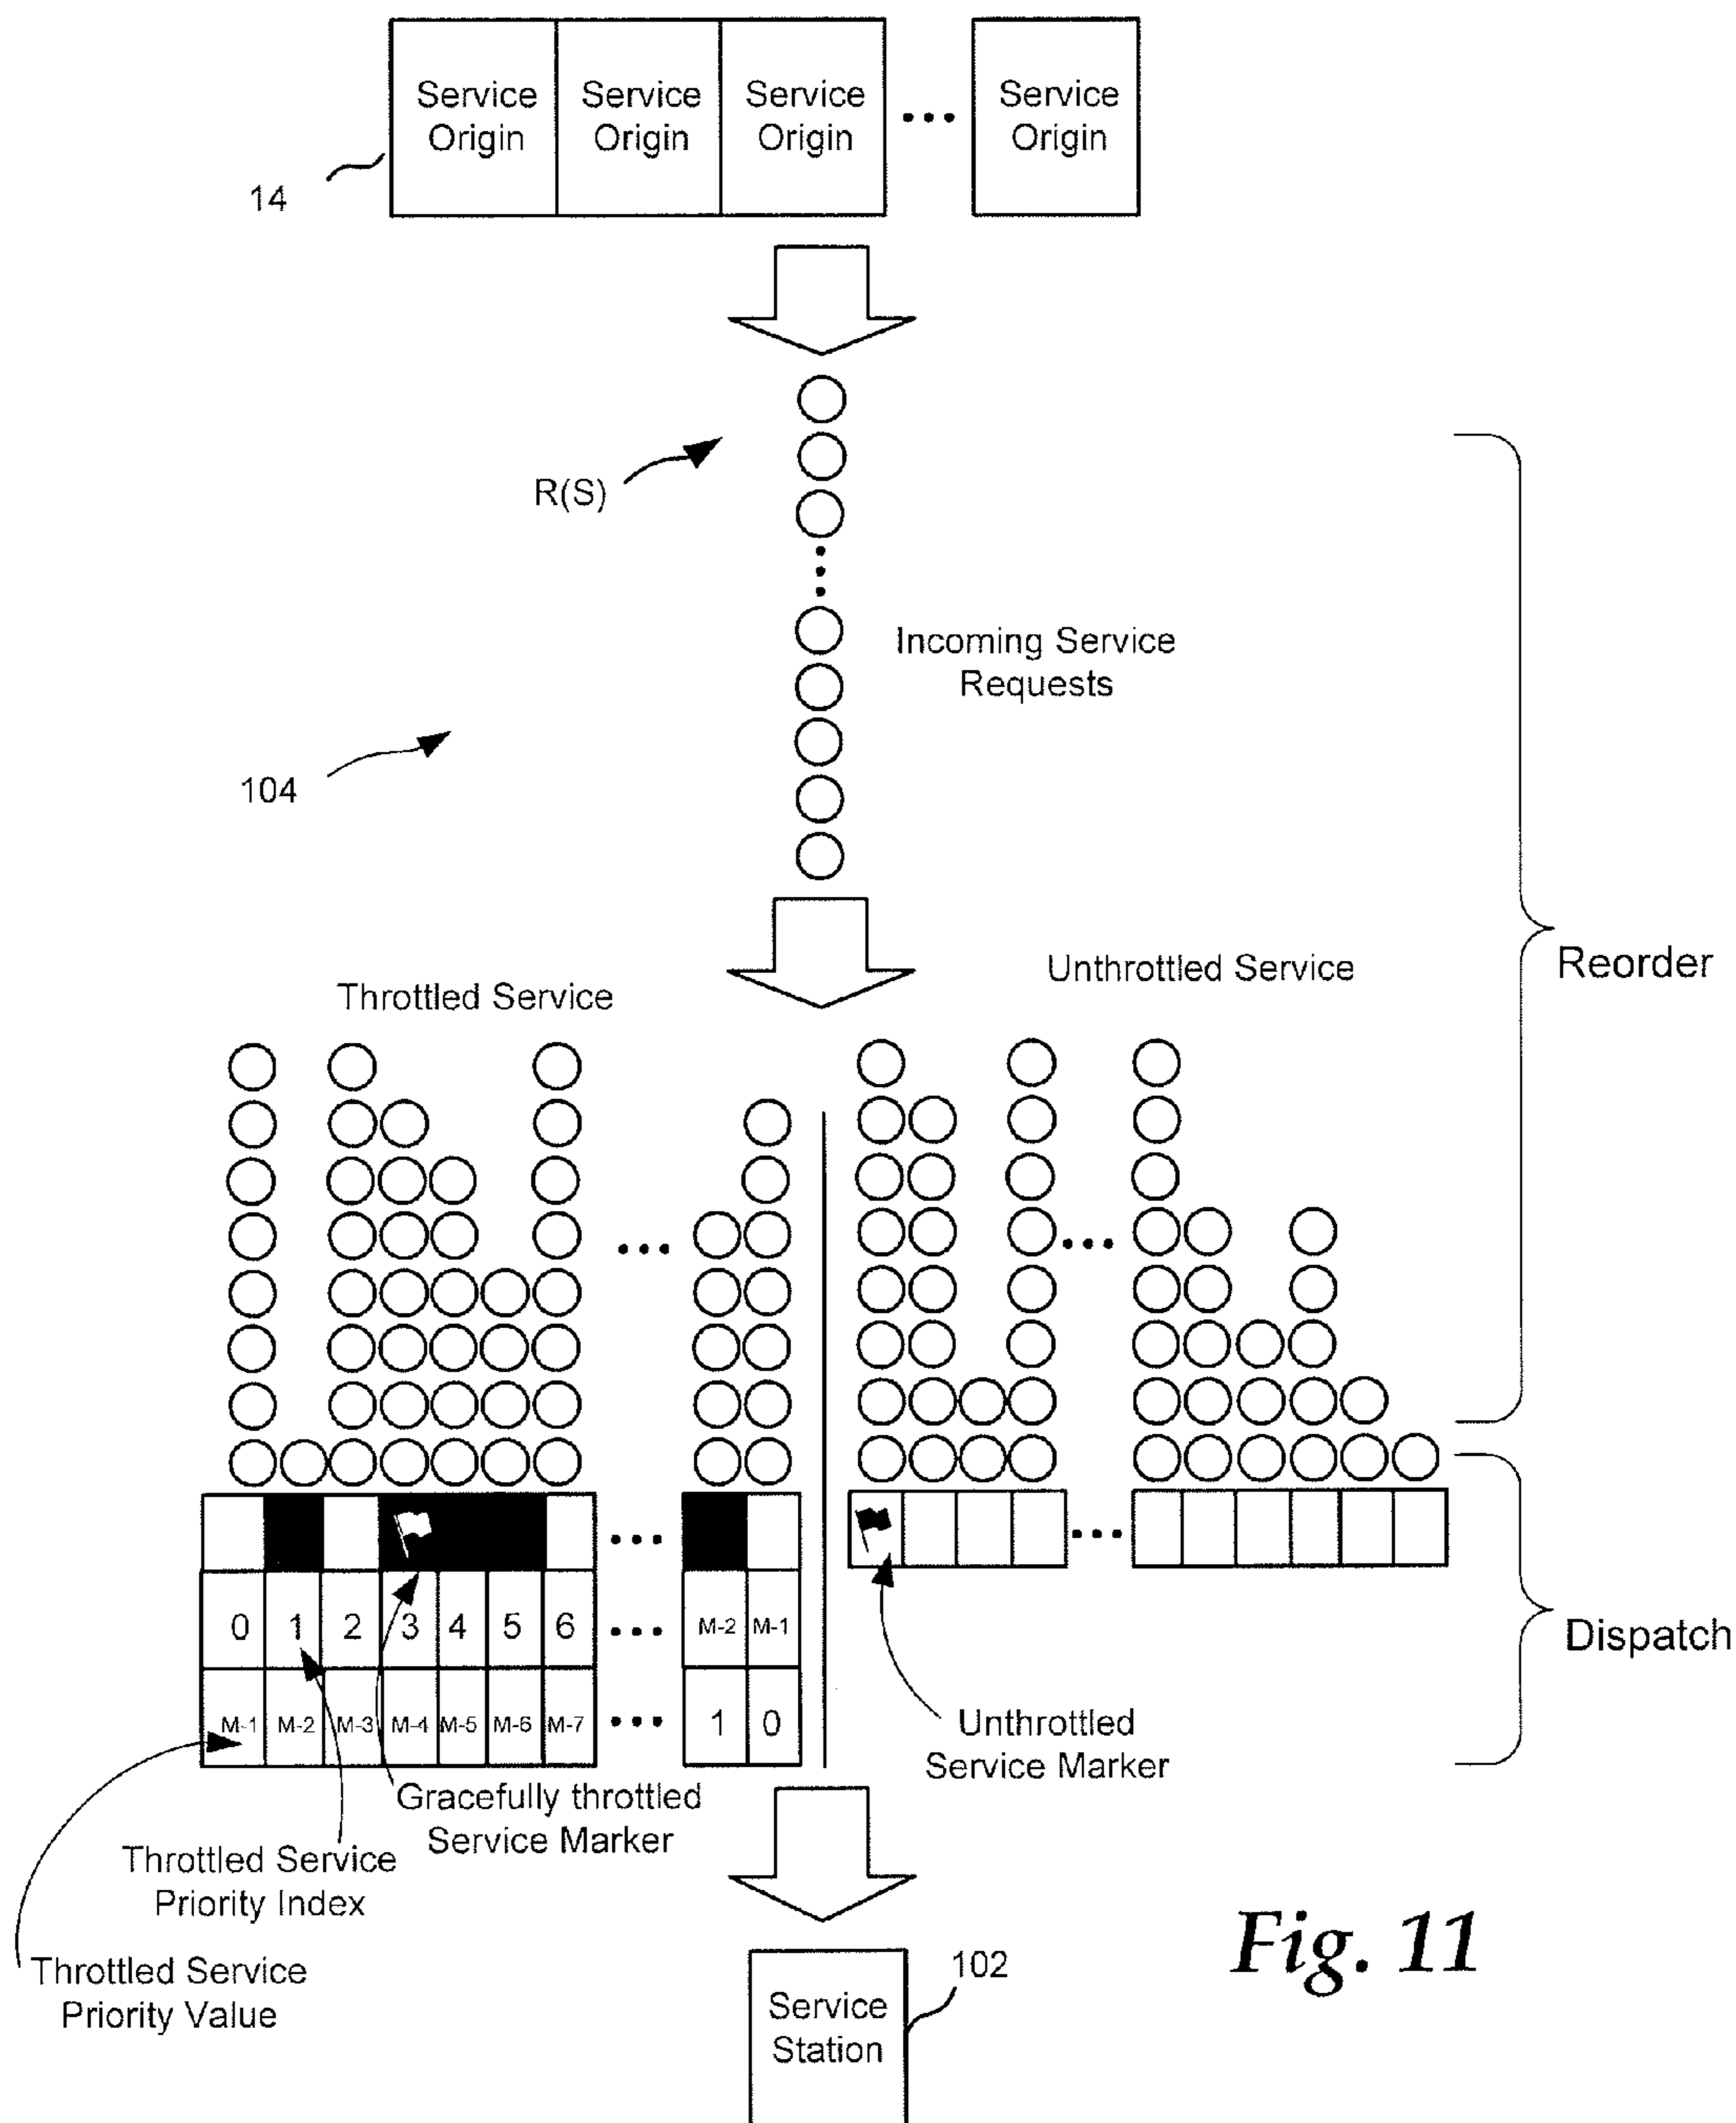 Service Origin
Service Origin
Service Origin
...
Service Origin
14
R(S)
Incoming Service
Requests
104
Reorder
Throttled Service
Unthrottled Service
...
...
...
...
0 1 2 3 4 5 6 ... M-2 M-1
M-1 M-2 M-3 M-4 M-5 M-6 M-7 ... 1 0
Dispatch
Unthrottled
Service Marker
Gracefully throttled
Service Marker
Throttled Service
Priority Index
Throttled Service
Priority Value
102
Service
Station
Fig. 11